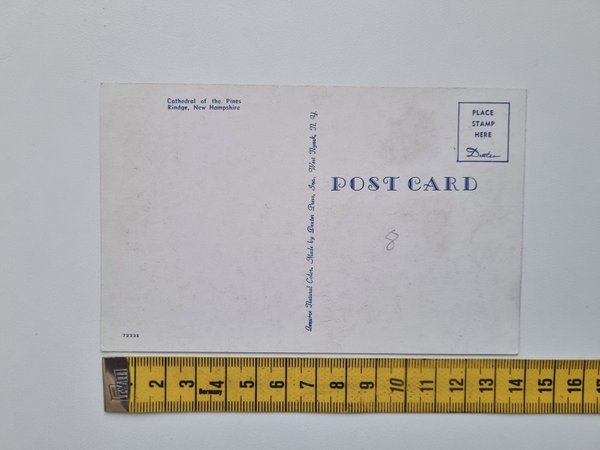 Cathedral of the Pines
Rindge, New Hampshire
PLACE
STAMP
HERE
Dexter
Genuine Natural Color. Made by Dexter Press, Inc. West Nyack, N. Y.
POST CARD
8
72331
2 3 4 5 6 7 8 9 10 11 12 13 14 15 16 17
Germany